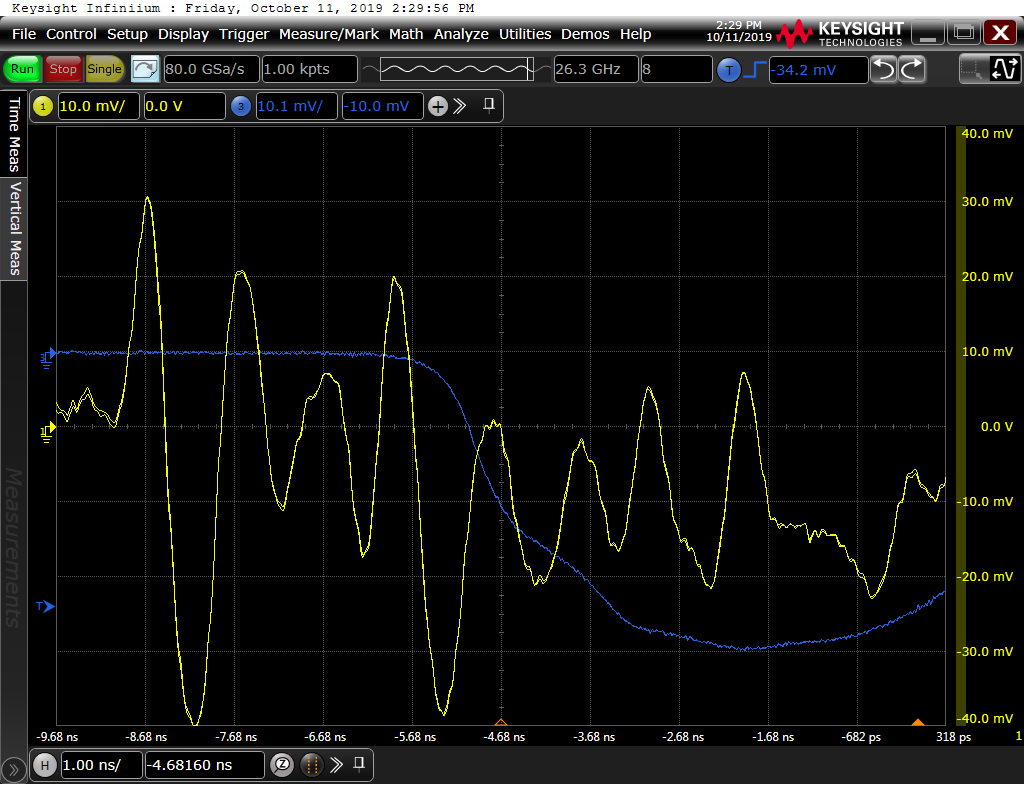 Keysight Infiniium : Friday, October 11, 2019 2:29:56 PM
File Control Setup Display Trigger Measure/Mark Math Analyze Utilities Demos Help
2:29 PM
10/11/2019
KEYSIGHT
TECHNOLOGIES
Run Stop Single 80.0 GSa/s 1.00 kpts 26.3 GHz 8 T -34.2 mV
1 10.0 mV/ 0.0 V 3 10.1 mV/ -10.0 mV
Time Meas
Vertical Meas
Measurements
40.0 mV
30.0 mV
20.0 mV
10.0 mV
0.0 V
-10.0 mV
-20.0 mV
-30.0 mV
-40.0 mV
3
1
T
-9.68 ns -8.68 ns -7.68 ns -6.68 ns -5.68 ns -4.68 ns -3.68 ns -2.68 ns -1.68 ns -682 ps 318 ps 1
H 1.00 ns/ -4.68160 ns Z